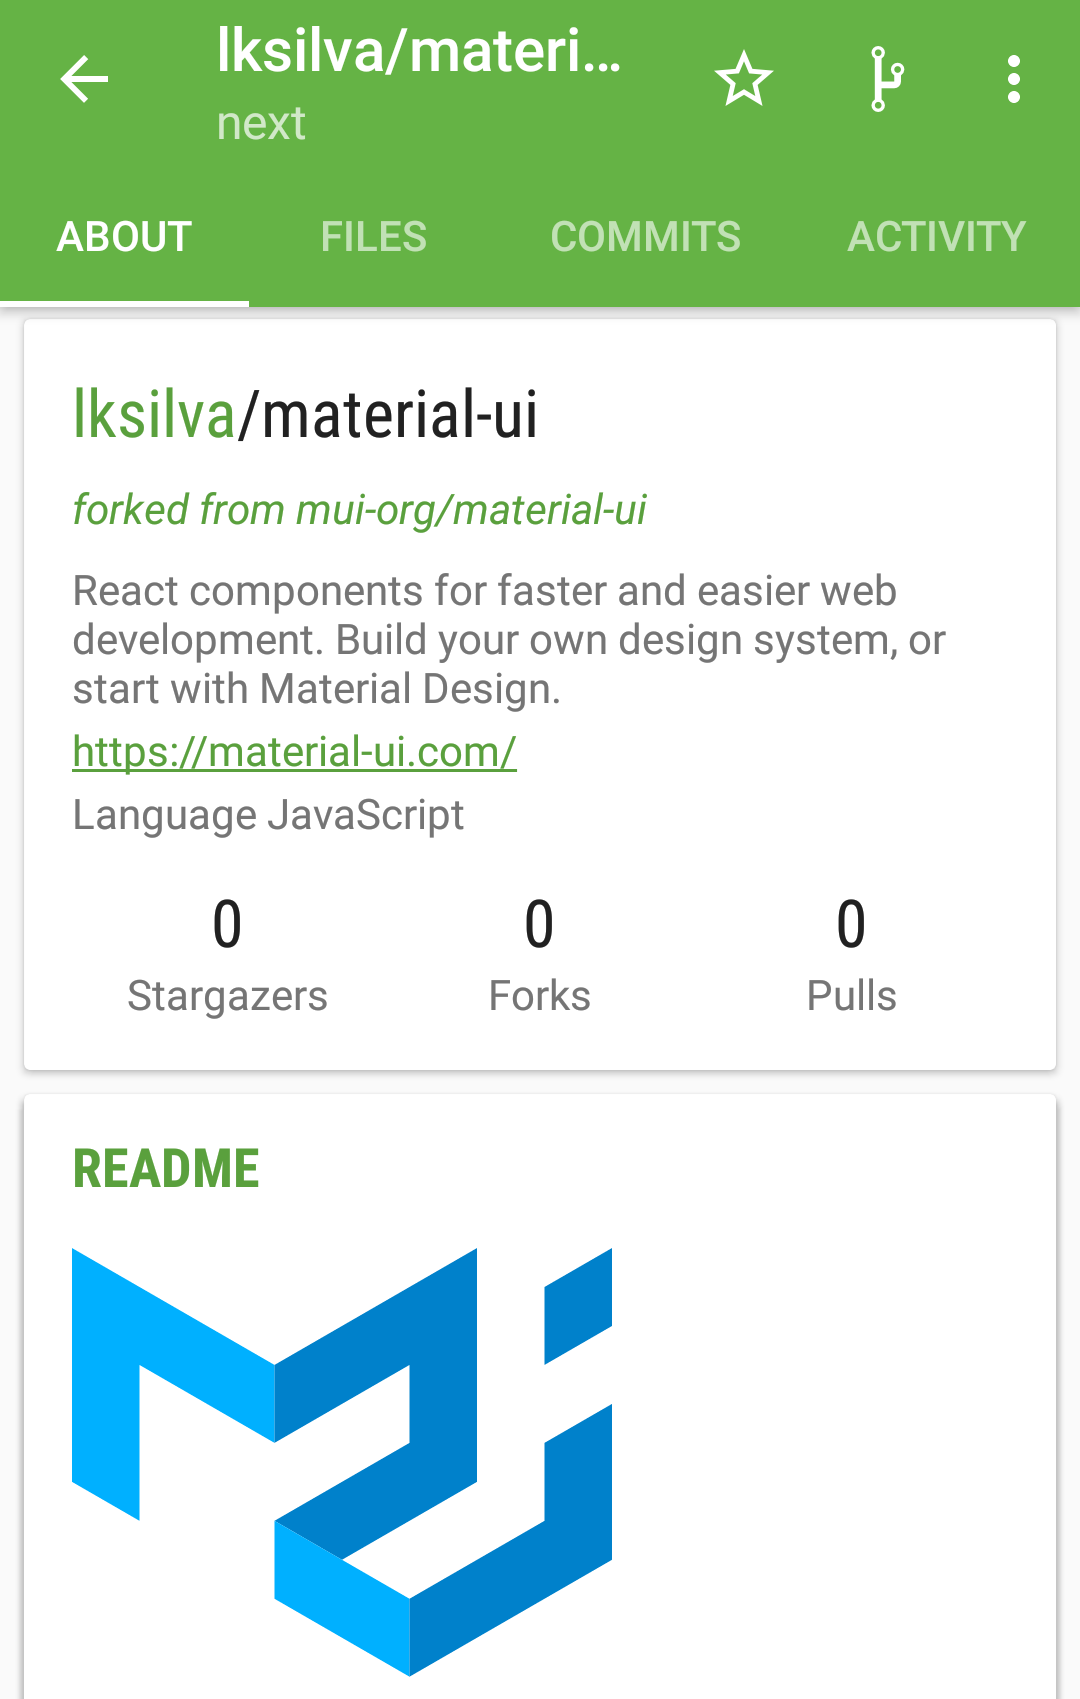 lksilva/materi...
next
ABOUT FILES COMMITS ACTIVITY
lksilva/material-ui
forked from mui-org/material-ui
React components for faster and easier web
development. Build your own design system, or
start with Material Design.
https://material-ui.com/
Language JavaScript
0 0 0
Stargazers Forks Pulls
README